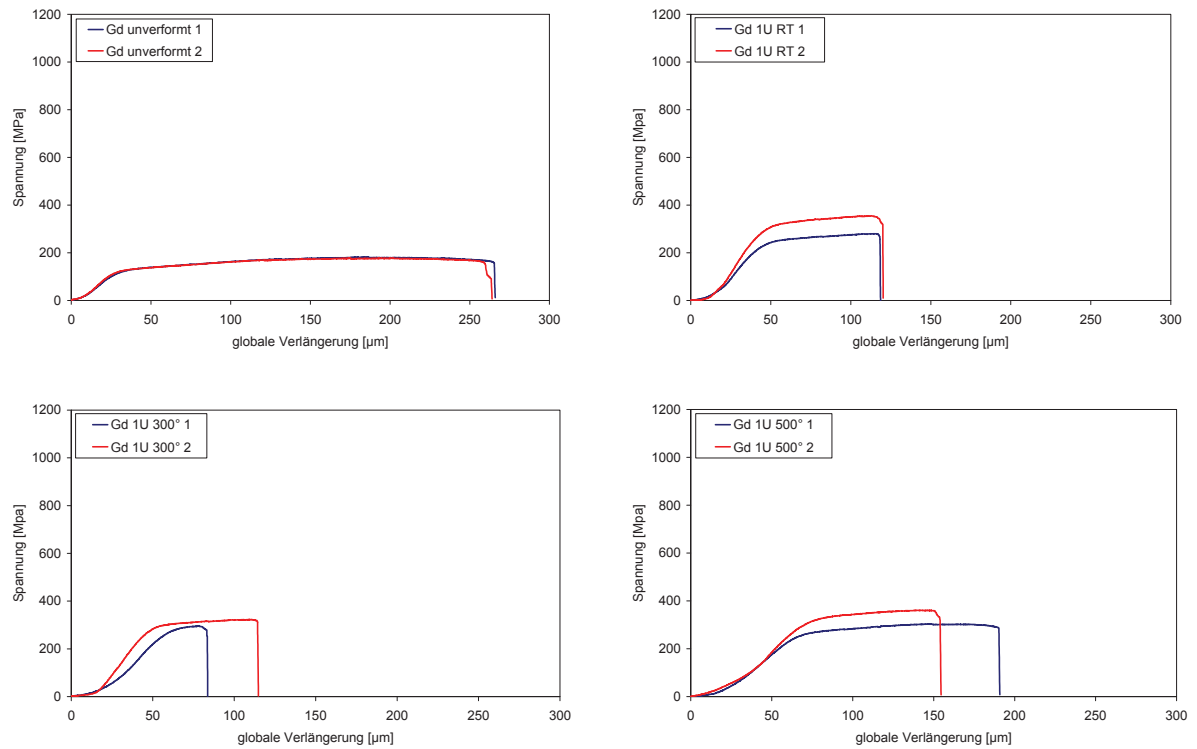 Gd unverformt 1
Gd unverformt 2
1200
1000
800
600
400
200
0
Spannung [MPa]
0 50 100 150 200 250 300
globale Verlängerung [µm]
Gd 1U RT 1
Gd 1U RT 2
1200
1000
800
600
400
200
0
Spannung [Mpa]
0 50 100 150 200 250 300
globale Verlängerung [µm]
Gd 1U 300° 1
Gd 1U 300° 2
1200
1000
800
600
400
200
0
Spannung [Mpa]
0 50 100 150 200 250 300
globale Verlängerung [µm]
Gd 1U 500° 1
Gd 1U 500° 2
1200
1000
800
600
400
200
0
Spannung [Mpa]
0 50 100 150 200 250 300
globale Verlängerung [µm]